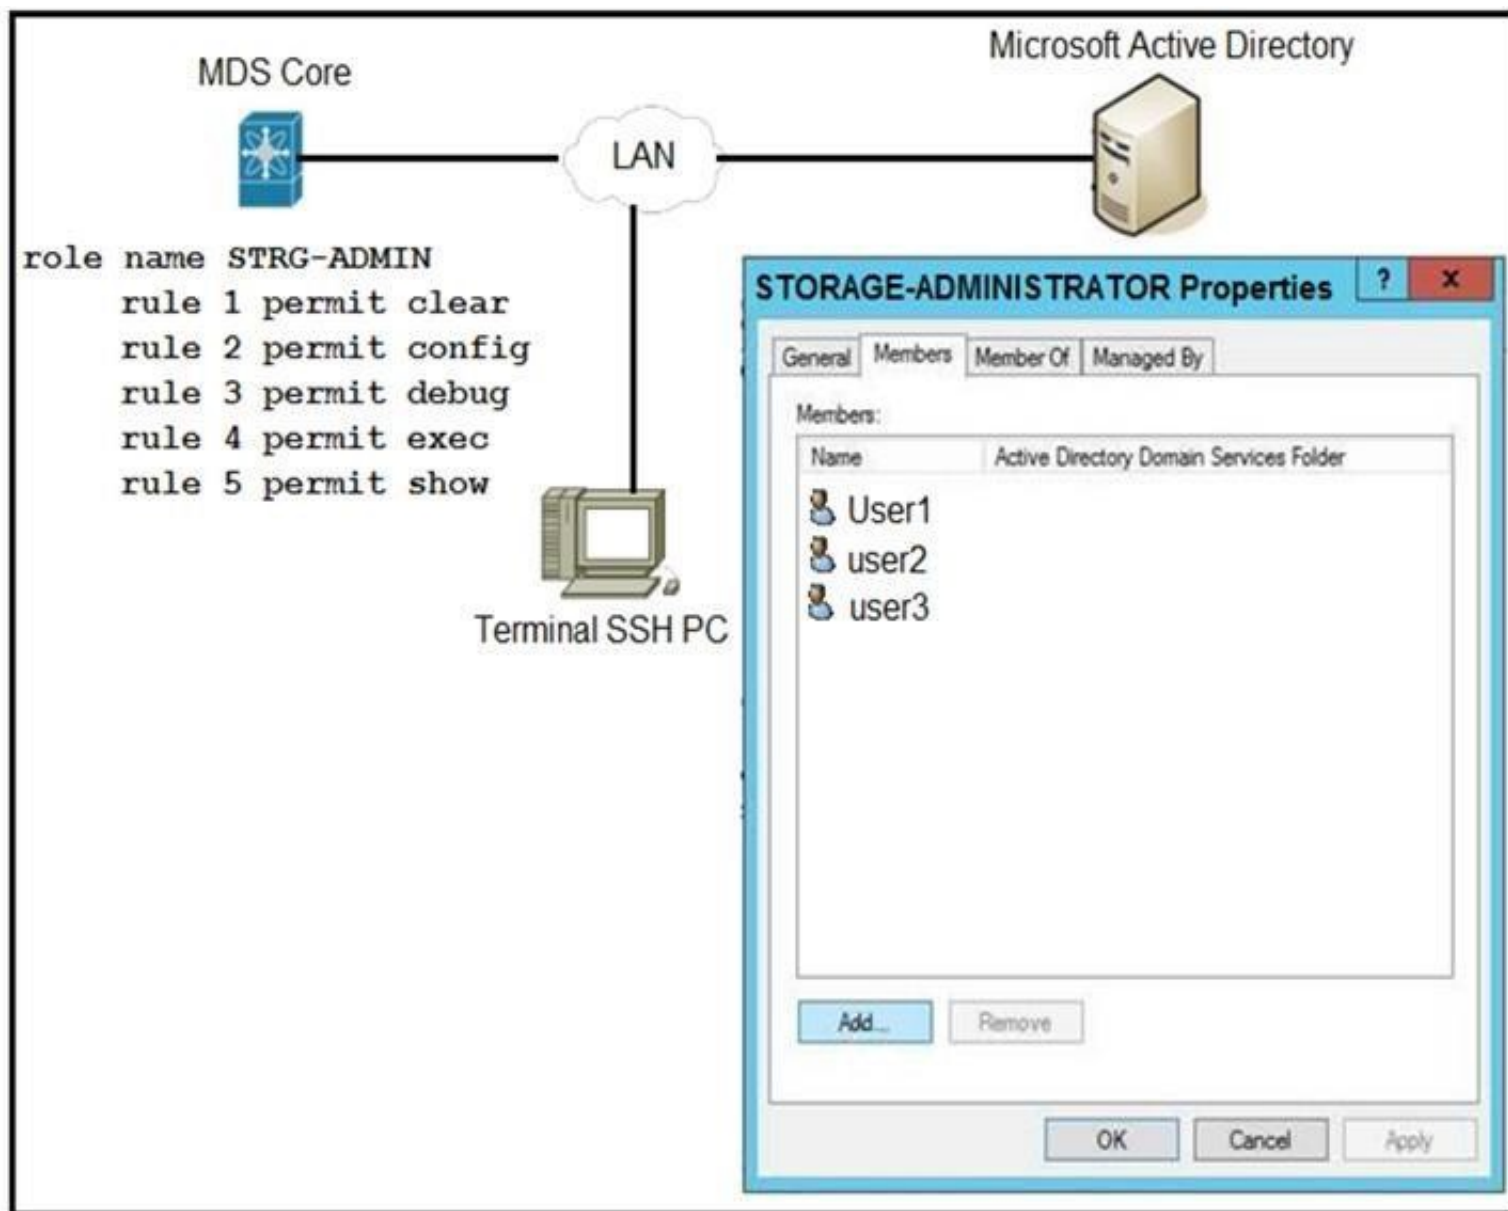 MDS Core
Microsoft Active Directory
LAN
role name STRG-ADMIN
rule 1 permit clear
rule 2 permit config
rule 3 permit debug
rule 4 permit exec
rule 5 permit show
Terminal SSH PC
STORAGE-ADMINISTRATOR Properties ? x
General Members Member Of Managed By
Members:
Name Active Directory Domain Services Folder
User1
user2
user3
Add... Remove
OK Cancel Apply